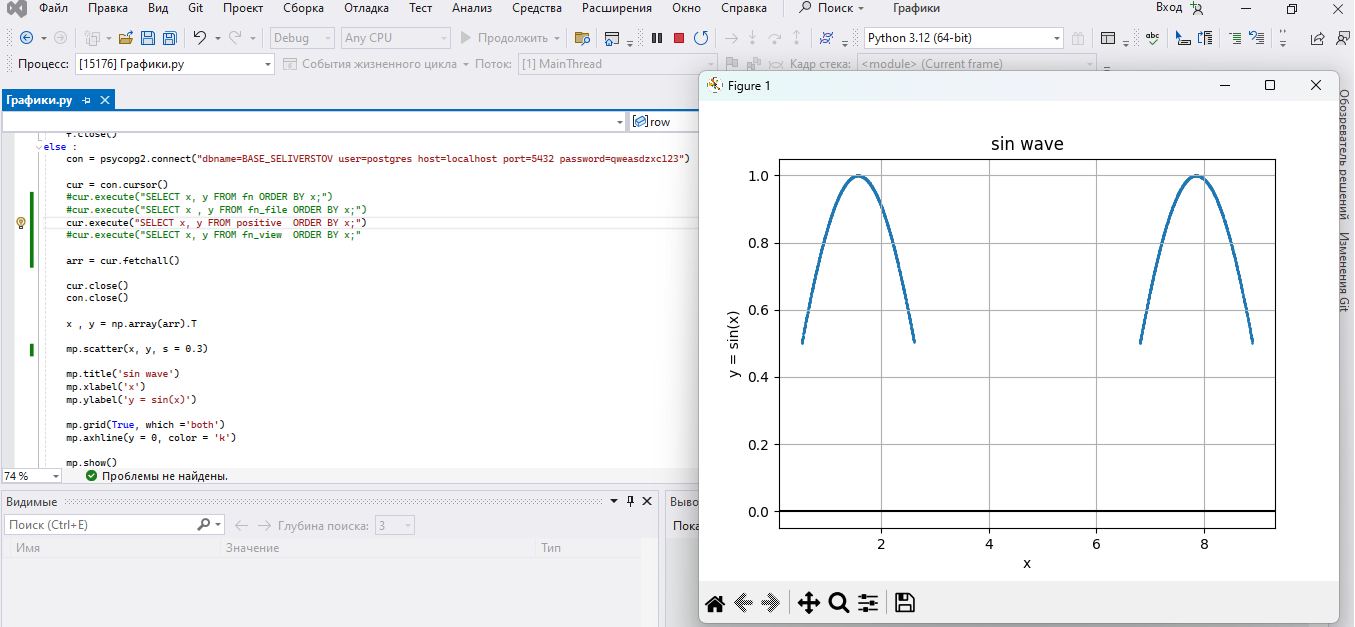 Файл Правка Вид Git Проект Сборка Отладка Тест Анализ Средства Расширения Окно Справка Поиск Графики Вход
Debug Any CPU Продолжить Python 3.12 (64-bit)
Процесс: [15176] Графики.py События жизненного цикла Поток: [1] MainThread Кадр стека: <module> (Current frame)
Графики.py
row
f.close()
else :
con = psycopg2.connect("dbname=BASE_SELIVERSTOV user=postgres host=localhost port=5432 password=qweasdzxc123")
cur = con.cursor()
#cur.execute("SELECT x, y FROM fn ORDER BY x;")
#cur.execute("SELECT x , y FROM fn_file ORDER BY x;")
cur.execute("SELECT x, y FROM positive  ORDER BY x;")
#cur.execute("SELECT x, y FROM fn_view  ORDER BY x;"
arr = cur.fetchall()
cur.close()
con.close()
x , y = np.array(arr).T
mp.scatter(x, y, s = 0.3)
mp.title('sin wave')
mp.xlabel('x')
mp.ylabel('y = sin(x)')
mp.grid(True, which ='both')
mp.axhline(y = 0, color = 'k')
mp.show()
74 % Проблемы не найдены.
Видимые
Поиск (Ctrl+E) Глубина поиска: 3
Имя Значение Тип
Figure 1
sin wave
1.0
0.8
0.6
0.4
0.2
0.0
y = sin(x)
2 4 6 8
x
Обозреватель решений
Изменения Git